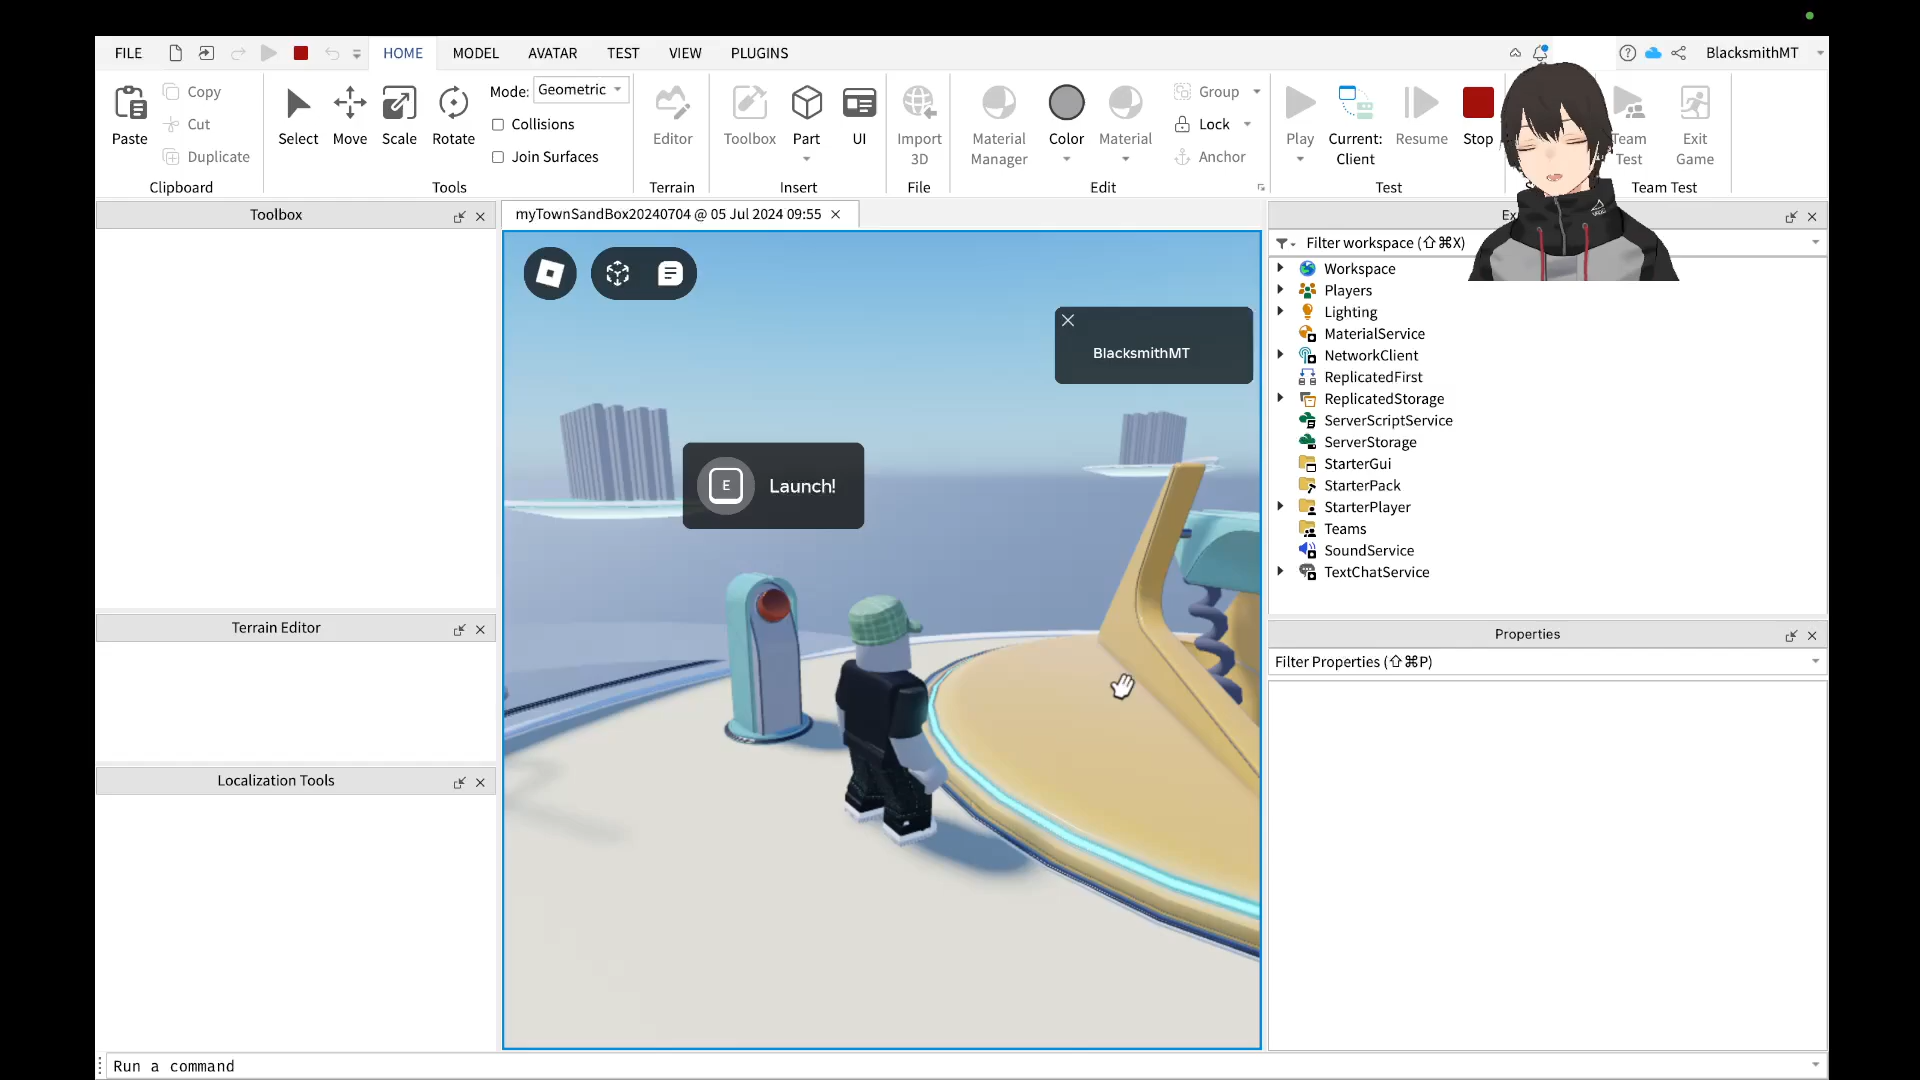 FILE
HOME
MODEL
AVATAR
TEST
VIEW
PLUGINS
BlacksmithMT
Paste
Copy
Cut
Duplicate
Clipboard
Select
Move
Scale
Rotate
Mode: Geometric
Collisions
Join Surfaces
Tools
Editor
Terrain
Toolbox
Part
UI
Insert
Import
3D
File
Material
Manager
Color
Material
Group
Lock
Anchor
Edit
Play
Current:
Client
Resume
Stop
Test
Team
Test
Exit
Game
Team Test
Toolbox
myTownSandBox20240704 @ 05 Jul 2024 09:55
Filter workspace (⇧⌘X)
Workspace
Players
Lighting
MaterialService
NetworkClient
ReplicatedFirst
ReplicatedStorage
ServerScriptService
ServerStorage
StarterGui
StarterPack
StarterPlayer
Teams
SoundService
TextChatService
BlacksmithMT
E
Launch!
Terrain Editor
Localization Tools
Properties
Filter Properties (⇧⌘P)
Run a command